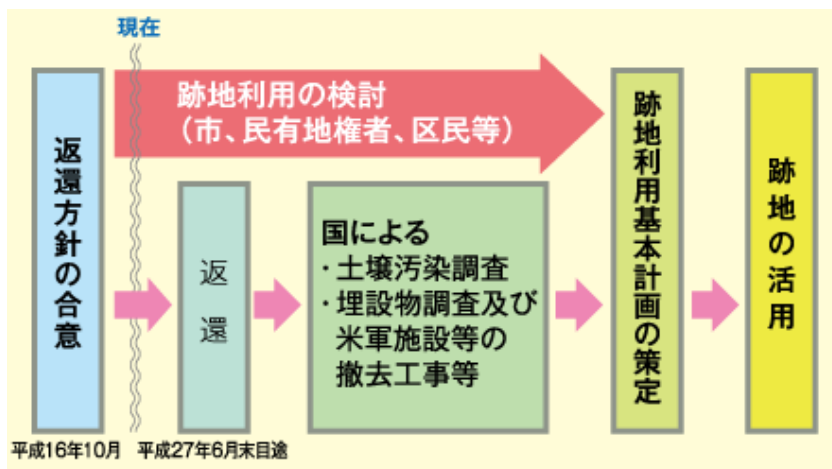 現在
返還方針の合意
跡地利用の検討
（市、民有地権者、区民等）
返還
国による
・土壌汚染調査
・埋設物調査及び
米軍施設等の
撤去工事等
跡地利用基本計画の策定
跡地の活用
平成16年10月
平成27年6月末目途